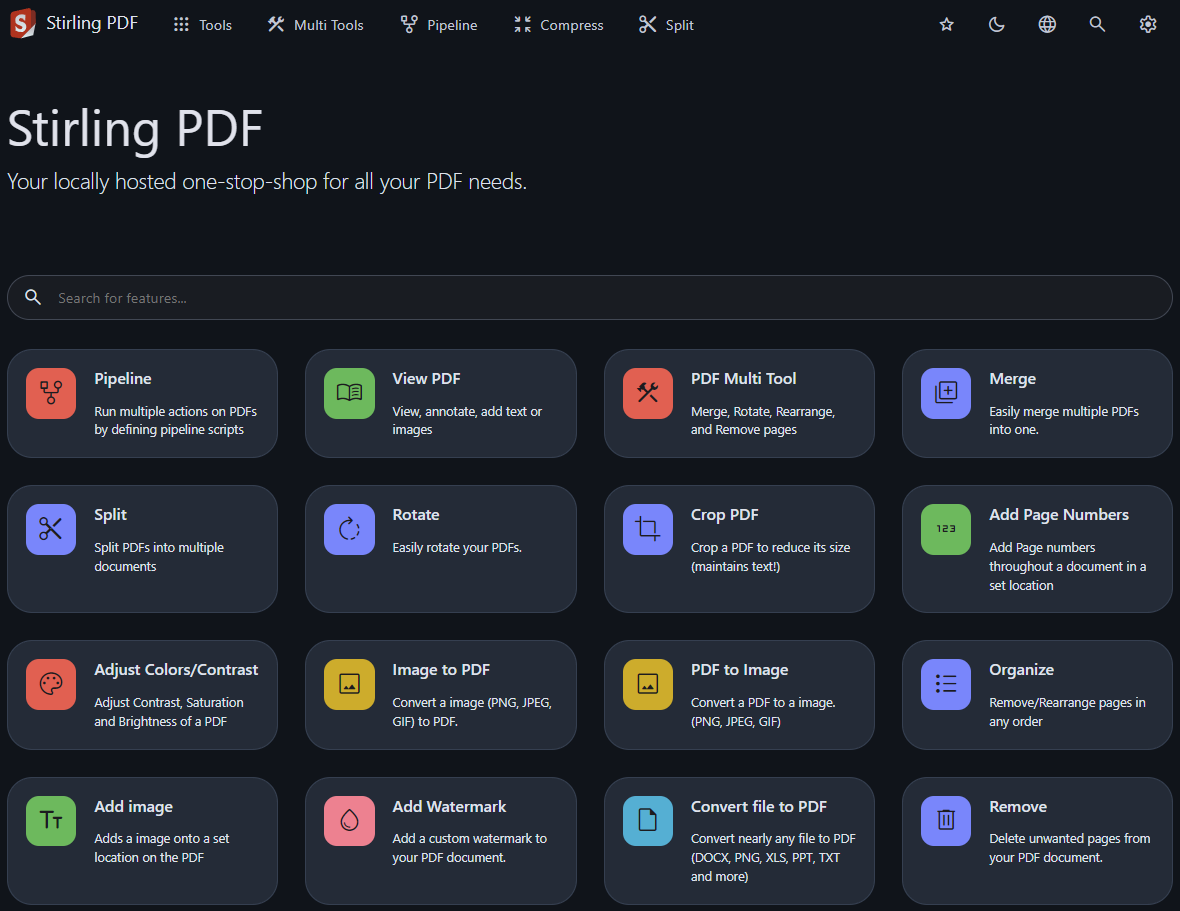 Stirling PDF
Tools
Multi Tools
Pipeline
Compress
Split
Stirling PDF
Your locally hosted one-stop-shop for all your PDF needs.
Search for features...
Pipeline
Run multiple actions on PDFs
by defining pipeline scripts
View PDF
View, annotate, add text or
images
PDF Multi Tool
Merge, Rotate, Rearrange,
and Remove pages
Merge
Easily merge multiple PDFs
into one.
Split
Split PDFs into multiple
documents
Rotate
Easily rotate your PDFs.
Crop PDF
Crop a PDF to reduce its size
(maintains text!)
123
Add Page Numbers
Add Page numbers
throughout a document in a
set location
Adjust Colors/Contrast
Adjust Contrast, Saturation
and Brightness of a PDF
Image to PDF
Convert a image (PNG, JPEG,
GIF) to PDF.
PDF to Image
Convert a PDF to a image.
(PNG, JPEG, GIF)
Organize
Remove/Rearrange pages in
any order
TT
Add image
Adds a image onto a set
location on the PDF
Add Watermark
Add a custom watermark to
your PDF document.
Convert file to PDF
Convert nearly any file to PDF
(DOCX, PNG, XLS, PPT, TXT
and more)
Remove
Delete unwanted pages from
your PDF document.